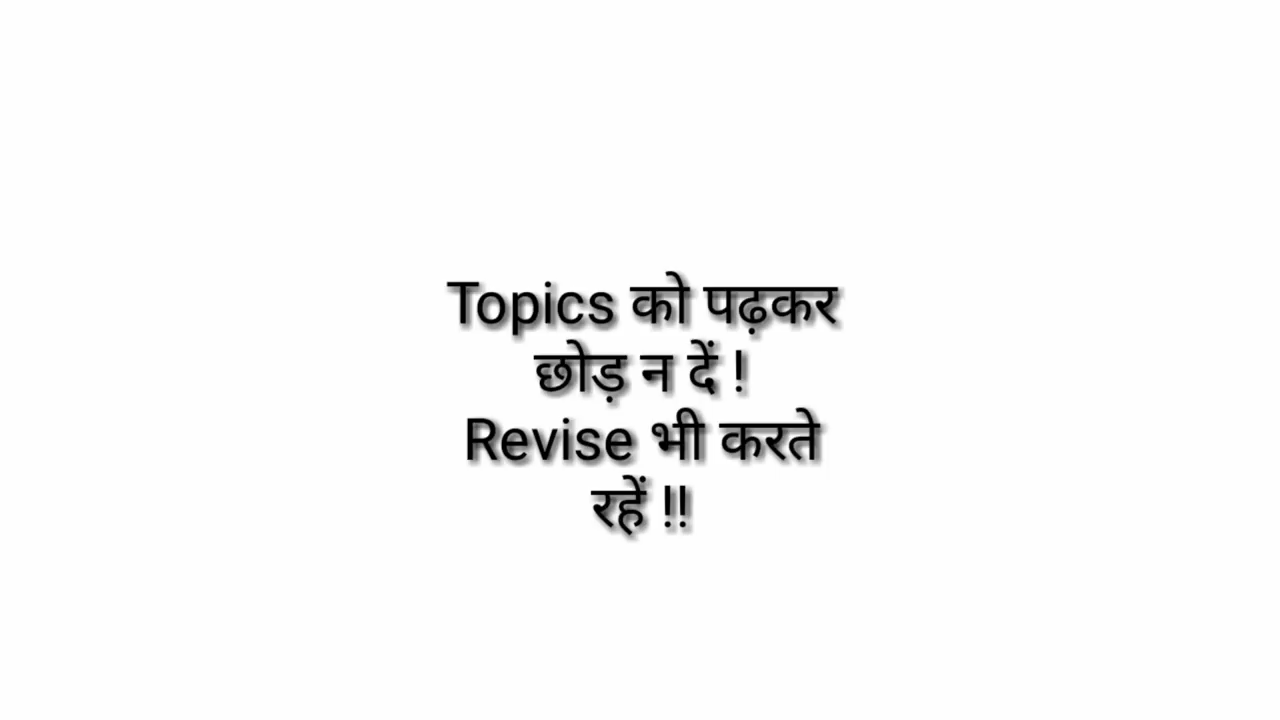 Topics को पढ़कर
छोड़ न दें !
Revise भी करते
रहें !!